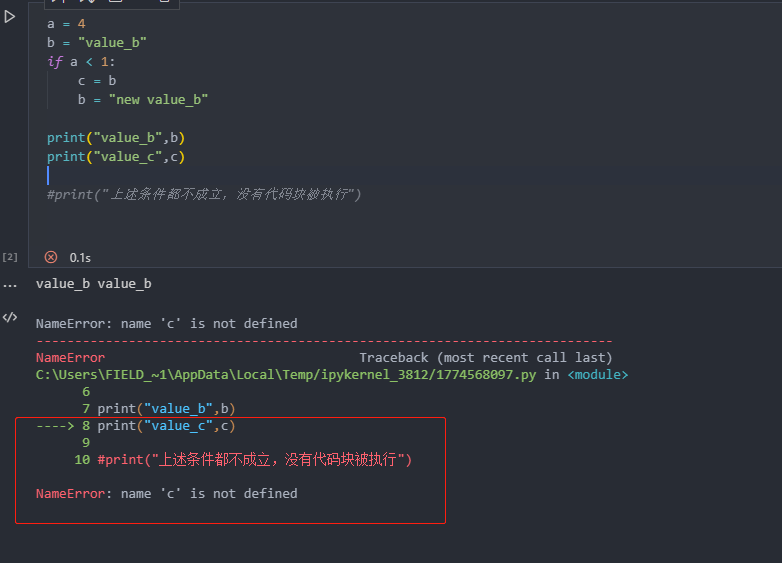 a = 4
b = "value_b"
if a < 1:
    c = b
    b = "new value_b"
print("value_b",b)
print("value_c",c)
#print("上述条件都不成立，没有代码块被执行")
[2]
0.1s
value_b value_b
NameError: name 'c' is not defined
---------------------------------------------------------------------------
NameError                                 Traceback (most recent call last)
C:\Users\FIELD_~1\AppData\Local\Temp/ipykernel_3812/1774568097.py in <module>
      6
      7 print("value_b",b)
----> 8 print("value_c",c)
      9
     10 #print("上述条件都不成立，没有代码块被执行")
NameError: name 'c' is not defined